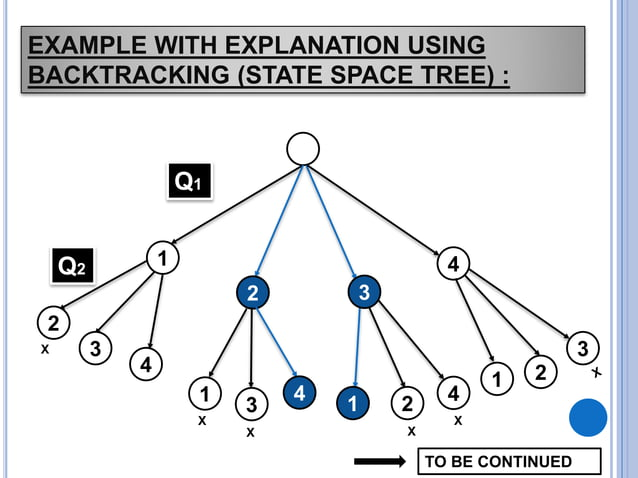 EXAMPLE WITH EXPLANATION USING
BACKTRACKING (STATE SPACE TREE) :
Q1
Q2
1
4
2
3
2
3
4
X
1
3
4
1
2
4
1
2
3
X
X
X
X
X
TO BE CONTINUED